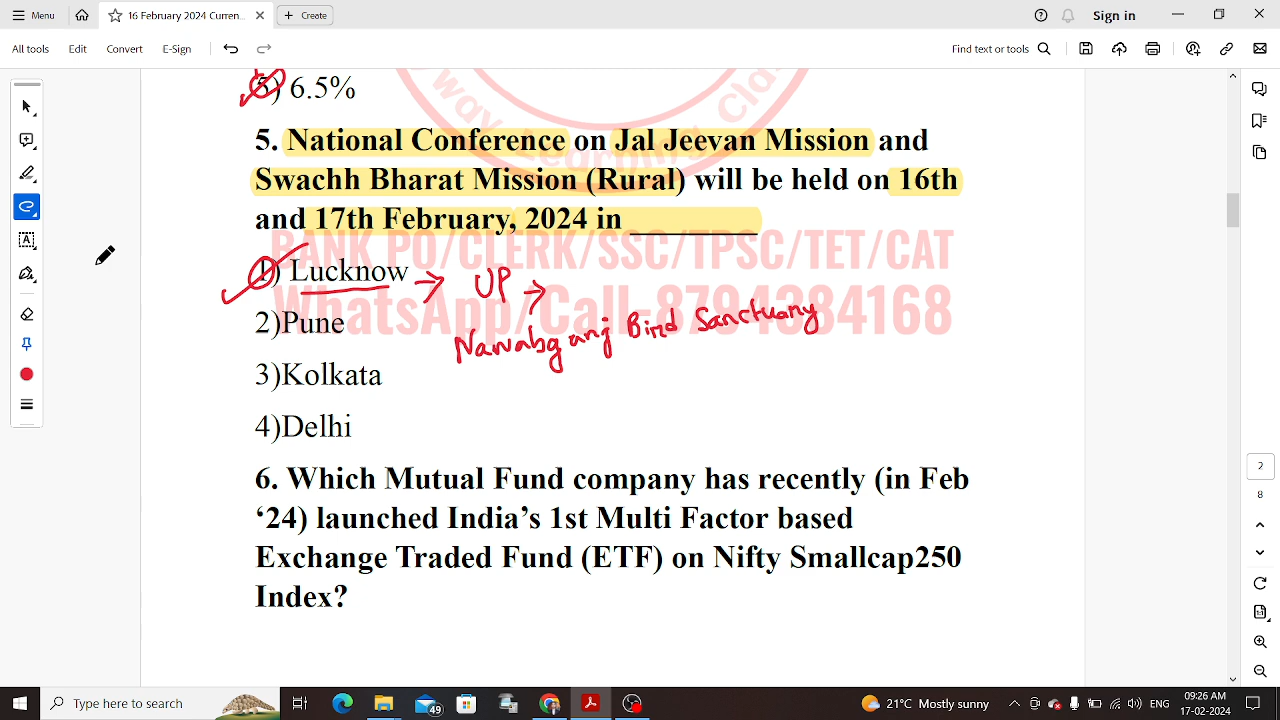 Menu
16 February 2024 Curren...
Create
Sign in
All tools
Edit
Convert
E-Sign
Find text or tools
5) 6.5%
way Learning Cla
5. National Conference on Jal Jeevan Mission and
Swachh Bharat Mission (Rural) will be held on 16th
and 17th February, 2024 in __________
BANK PO/CLERK/SSC/TPSC/TET/CAT
1) Lucknow → UP →
WhatsApp/Call-8794384168
2)Pune
Nawabganj Bird Sanctuary
3)Kolkata
4)Delhi
2
8
6. Which Mutual Fund company has recently (in Feb
‘24) launched India’s 1st Multi Factor based
Exchange Traded Fund (ETF) on Nifty Smallcap250
Index?
Type here to search
49
21°C Mostly sunny
ENG
09:26 AM
17-02-2024